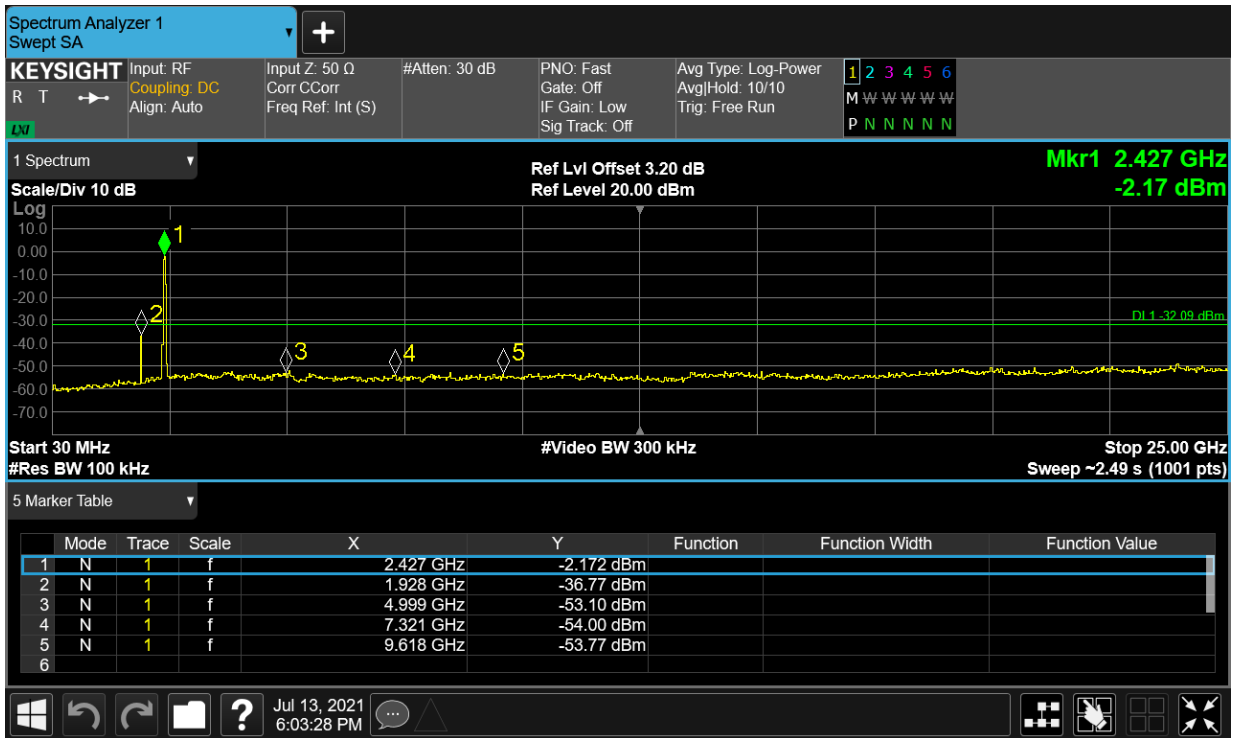 Spectrum Analyzer 1
Swept SA
KEYSIGHT
R T
LXI
Input: RF
Coupling: DC
Align: Auto
Input Z: 50 Ω
Corr CCorr
Freq Ref: Int (S)
#Atten: 30 dB
PNO: Fast
Gate: Off
IF Gain: Low
Sig Track: Off
Avg Type: Log-Power
Avg|Hold: 10/10
Trig: Free Run
1 2 3 4 5 6
M W W W W W
P N N N N N
1 Spectrum
Scale/Div 10 dB
Ref Lvl Offset 3.20 dB
Ref Level 20.00 dBm
Mkr1 2.427 GHz
-2.17 dBm
Log
10.0
0.00
-10.0
-20.0
-30.0
-40.0
-50.0
-60.0
-70.0
1
2
3
4
5
DL1 -32.09 dBm
Start 30 MHz
#Res BW 100 kHz
#Video BW 300 kHz
Stop 25.00 GHz
Sweep ~2.49 s (1001 pts)
5 Marker Table
Mode Trace Scale X Y Function Function Width Function Value
1 N 1 f 2.427 GHz -2.172 dBm
2 N 1 f 1.928 GHz -36.77 dBm
3 N 1 f 4.999 GHz -53.10 dBm
4 N 1 f 7.321 GHz -54.00 dBm
5 N 1 f 9.618 GHz -53.77 dBm
6
?
Jul 13, 2021
6:03:28 PM